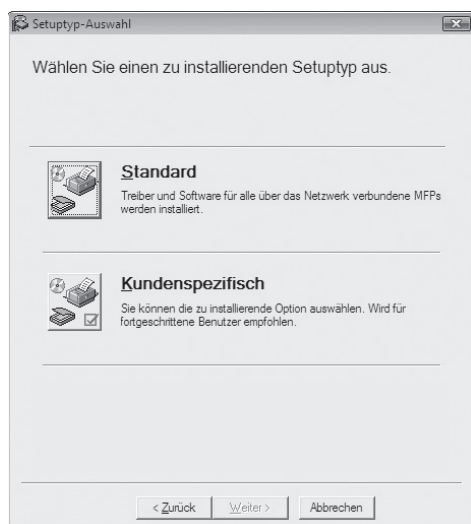 Setuptyp-Auswahl
Wählen Sie einen zu installierenden Setuptyp aus.
Standard
Treiber und Software für alle über das Netzwerk verbundene MFPs
werden installiert.
Kundenspezifisch
Sie können die zu installierende Option auswählen. Wird für
fortgeschrittene Benutzer empfohlen.
< Zurück Weiter > Abbrechen